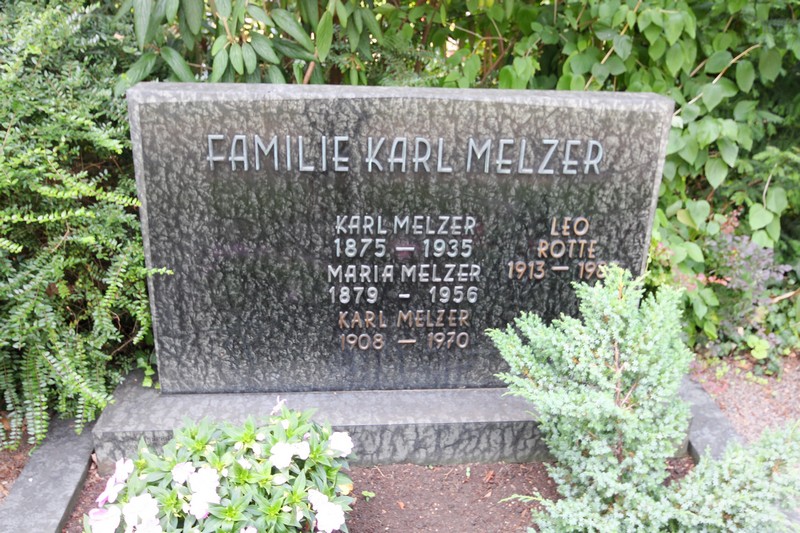 FAMILIE KARL MELZER
KARL MELZER
1875 – 1935
MARIA MELZER
1879 – 1956
KARL MELZER
1908 – 1970
LEO
ROTTE
1913 –